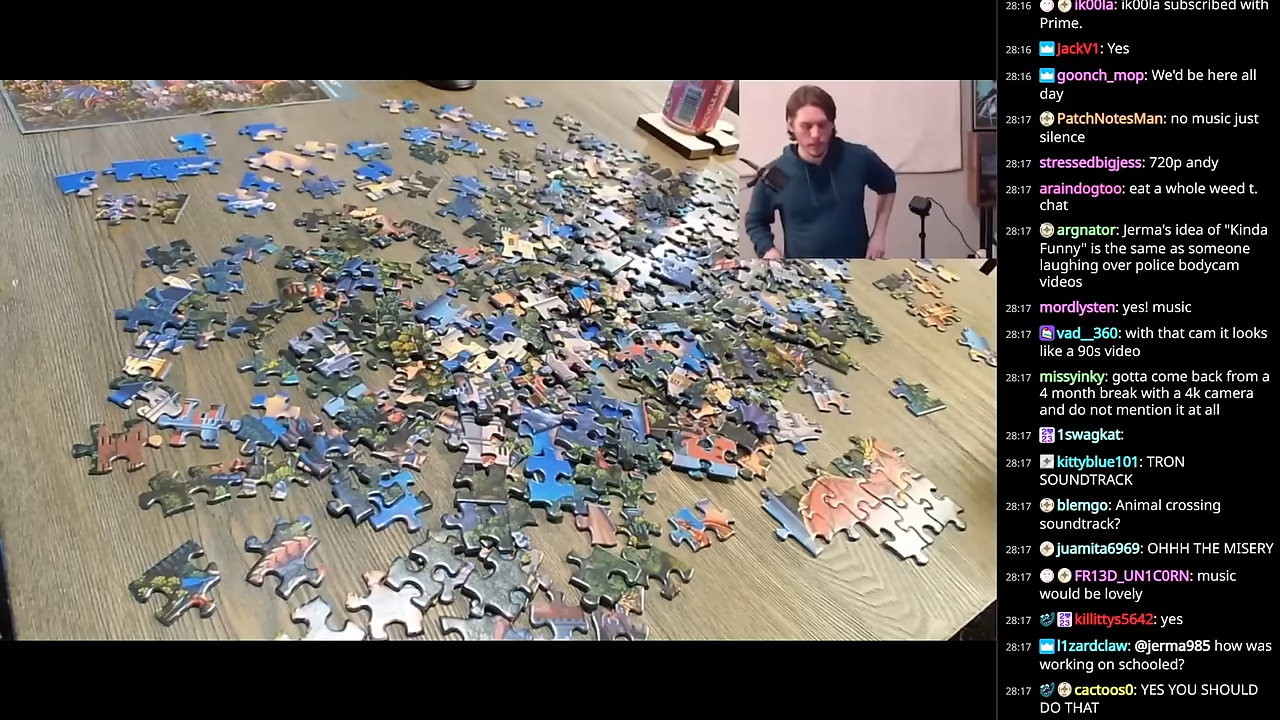 28:16 ik00la: ik00la subscribed with
Prime.
28:16 JackV1: Yes
28:16 goonch_mop: We'd be here all
day
28:17 PatchNotesMan: no music just
silence
28:17 stressedbigjess: 720p andy
28:17 araindogtoo: eat a whole weed t.
chat
28:17 argnator: Jerma's idea of "Kinda
Funny" is the same as someone
laughing over police bodycam
videos
28:17 mordlysten: yes! music
28:17 vad__360: with that cam it looks
like a 90s video
28:17 missyinky: gotta come back from a
4 month break with a 4k camera
and do not mention it at all
28:17 1swagkat:
28:17 kittyblue101: TRON
SOUNDTRACK
28:17 blemgo: Animal crossing
soundtrack?
28:17 juamita6969: OHHH THE MISERY
28:17 FR13D_UN1C0RN: music
would be lovely
28:17 killittys5642: yes
28:17 l1zardclaw: @jerma985 how was
working on schooled?
28:17 cactoos0: YES YOU SHOULD
DO THAT